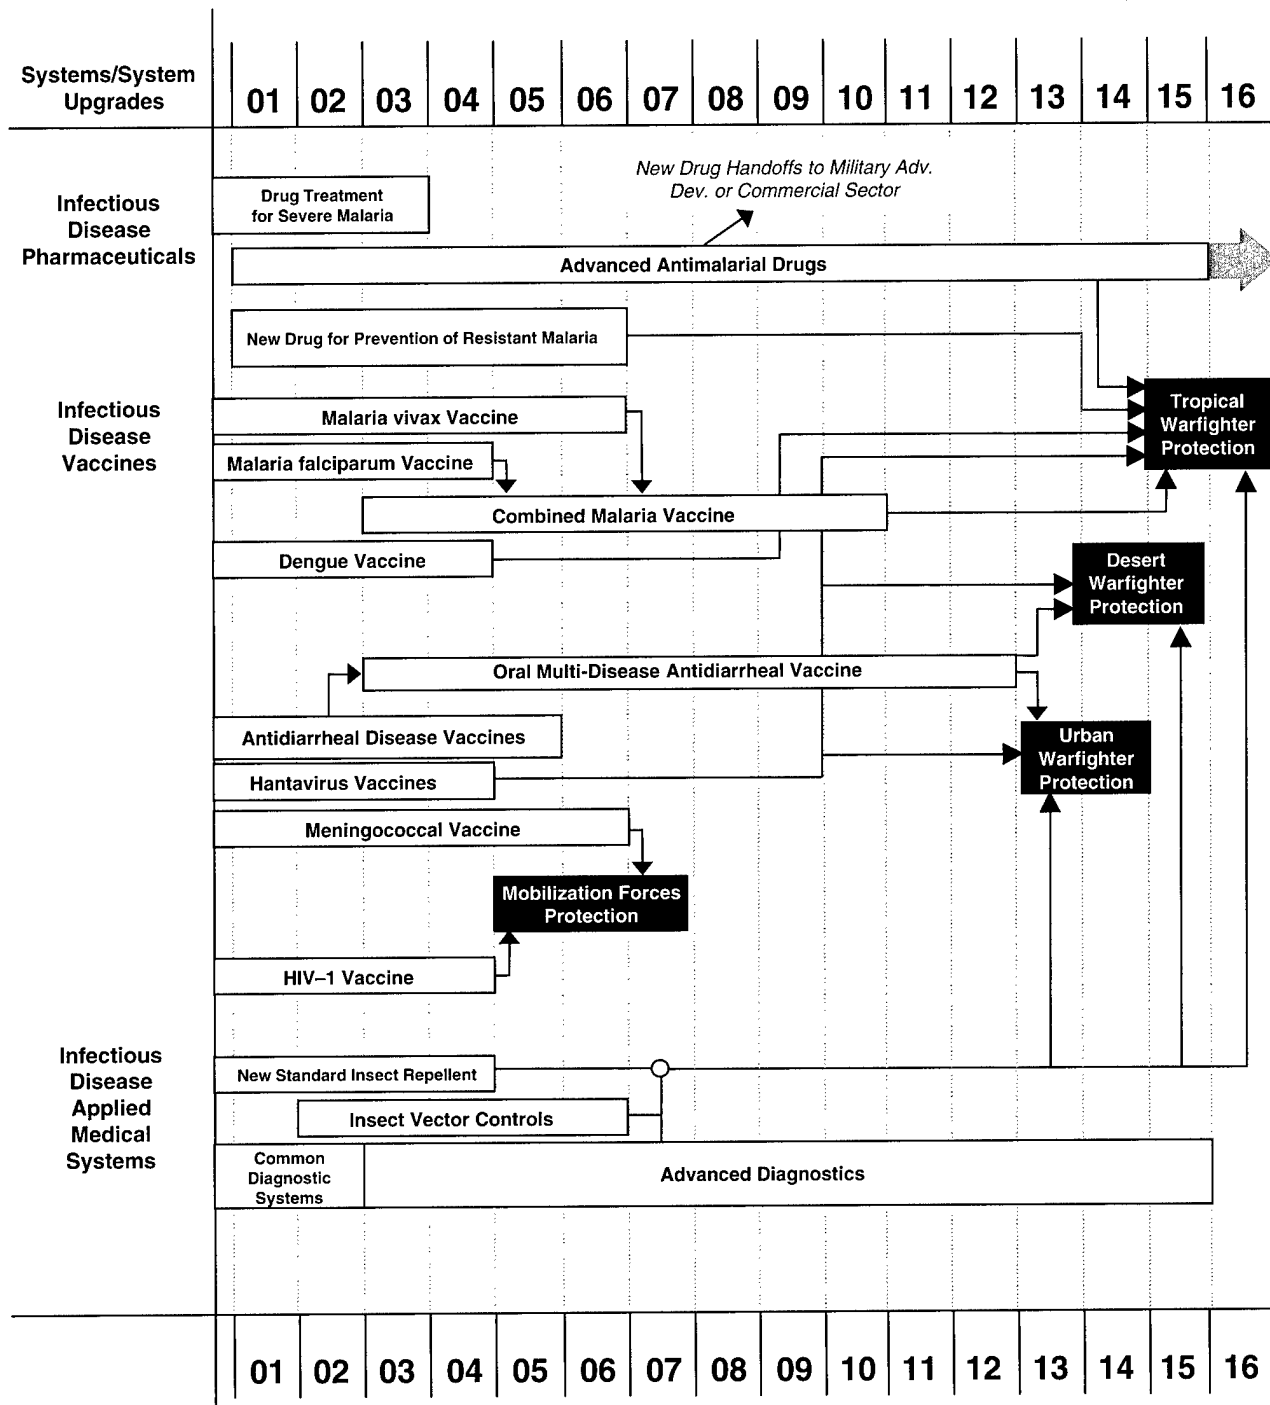 Systems/System
Upgrades
01 02 03 04 05 06 07 08 09 10 11 12 13 14 15 16
Infectious
Disease
Pharmaceuticals
Drug Treatment
for Severe Malaria
New Drug Handoffs to Military Adv.
Dev. or Commercial Sector
Advanced Antimalarial Drugs
New Drug for Prevention of Resistant Malaria
Infectious
Disease
Vaccines
Malaria vivax Vaccine
Malaria falciparum Vaccine
Combined Malaria Vaccine
Tropical
Warfighter
Protection
Dengue Vaccine
Desert
Warfighter
Protection
Oral Multi-Disease Antidiarrheal Vaccine
Antidiarrheal Disease Vaccines
Urban
Warfighter
Protection
Hantavirus Vaccines
Meningococcal Vaccine
Mobilization Forces
Protection
HIV–1 Vaccine
Infectious
Disease
Applied
Medical
Systems
New Standard Insect Repellent
Insect Vector Controls
Common
Diagnostic
Systems
Advanced Diagnostics
01 02 03 04 05 06 07 08 09 10 11 12 13 14 15 16